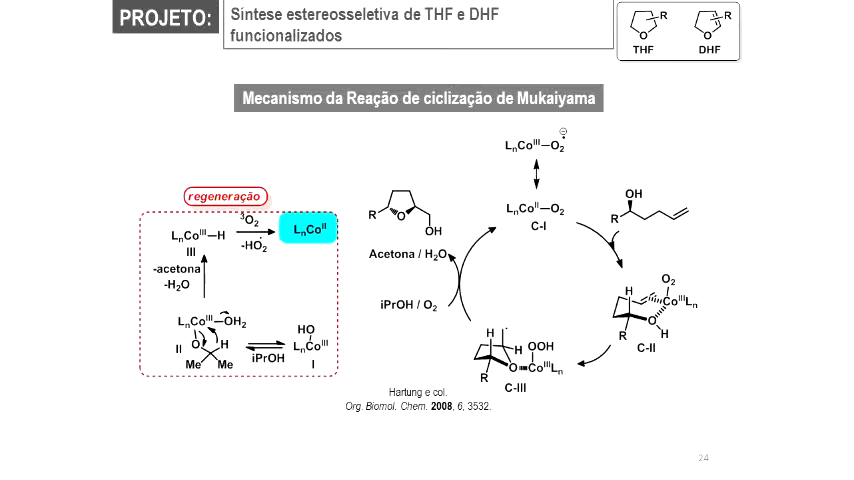 PROJETO:
Síntese estereosseletiva de THF e DHF
funcionalizados
R
O
THF
R
O
DHF
Mecanismo da Reação de ciclização de Mukaiyama
LnCoIII—O2
regeneração
3O2
LnCoIII—H
-HO2
LnCoII
III
-acetona
-H2O
LnCoIII—OH2
O
H
II
Me
Me
iPrOH
HO
LnCoIII
I
R
O
OH
LnCoII—O2
C-I
OH
R
Acetona / H2O
iPrOH / O2
O2
H
CoIIILn
O
H
R
C-II
H
H
OOH
O
CoIIILn
R
C-III
Hartung e col.
Org. Biomol. Chem. 2008, 6, 3532.
24